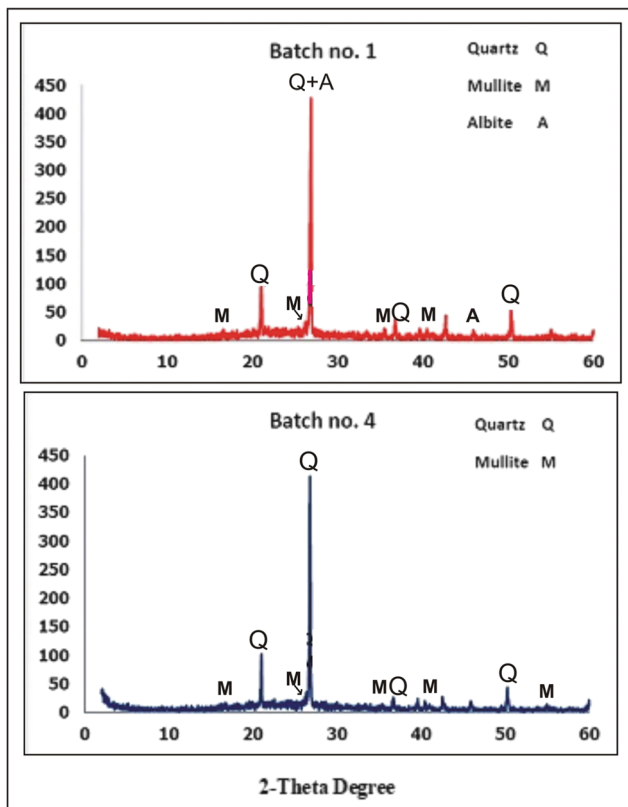 Batch no. 1
Quartz Q
Mullite M
Albite A
Q+A
450
400
350
300
250
200
150
100
50
0
M
Q
M
M
Q
M
A
Q
0 10 20 30 40 50 60
Batch no. 4
Quartz Q
Mullite M
Q
450
400
350
300
250
200
150
100
50
0
M
Q
M
M
Q
M
Q
M
0 10 20 30 40 50 60
2-Theta Degree